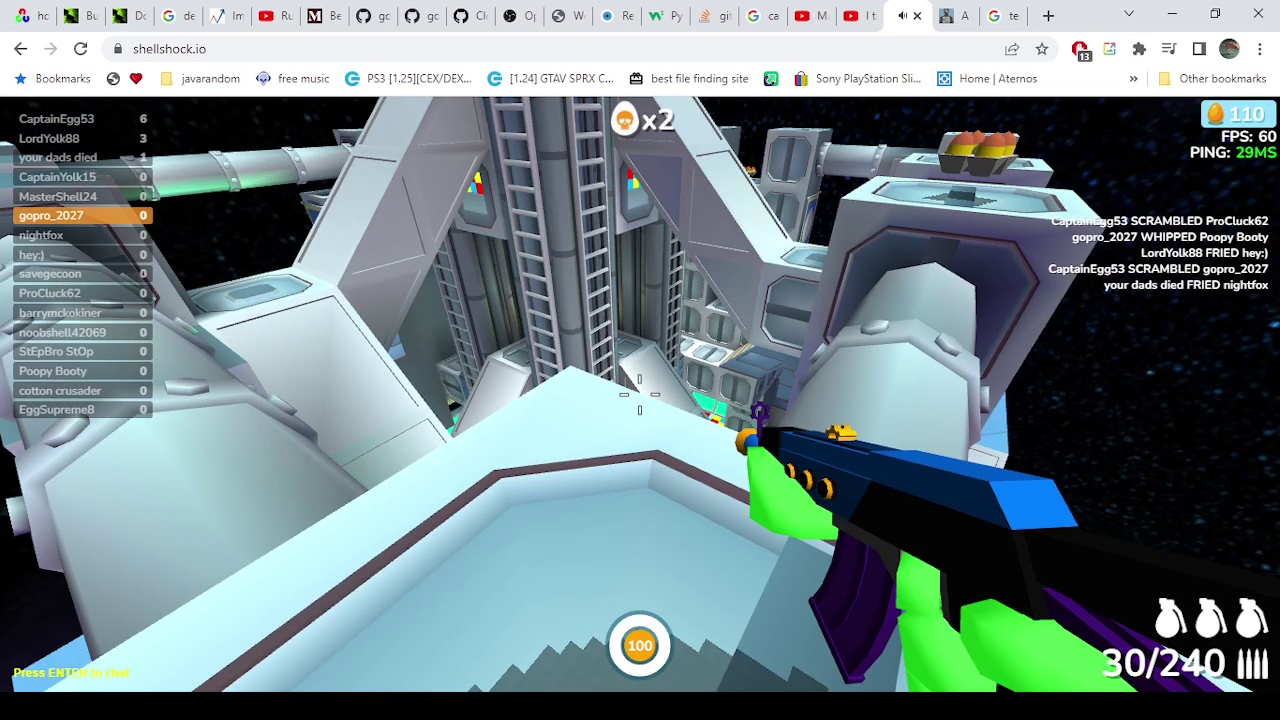 hc
Bu
Dc
de
Im
Ru
Be
gc
gc
Cl
Op
W
Re
Py
git
ca
M
I t
A
te
shellshock.io
13
Bookmarks
javarandom
free music
PS3 [1.25][CEX/DEX...
[1.24] GTAV SPRX C...
best file finding site
Sony PlayStation Sli...
Home | Aternos
»
Other bookmarks
CaptainEgg53 6
LordYolk88 3
your dads died 1
CaptainYolk15 0
MasterShell24 0
gopro_2027 0
nightfox 0
hey:) 0
savegecoon 0
ProCluck62 0
barrymckokiner 0
noobshell42069 0
StEpBro StOp 0
Poopy Booty 0
cotton crusader 0
EggSupreme8 0
x2
110
FPS: 60
PING: 29MS
CaptainEgg53 SCRAMBLED ProCluck62
gopro_2027 WHIPPED Poopy Booty
LordYolk88 FRIED hey:)
CaptainEgg53 SCRAMBLED gopro_2027
your dads died FRIED nightfox
100
30/240
Press ENTER to chat